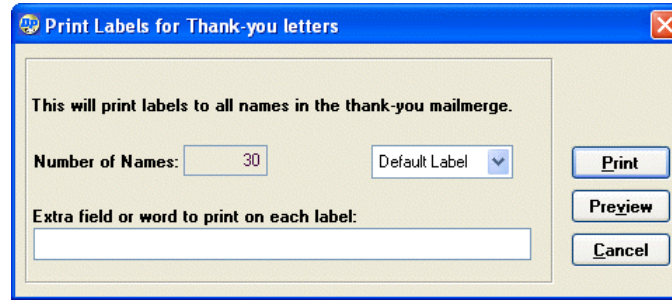 Print Labels for Thank-you letters
This will print labels to all names in the thank-you mailmerge.
Number of Names: 30 Default Label
Print
Preview
Extra field or word to print on each label:
Cancel